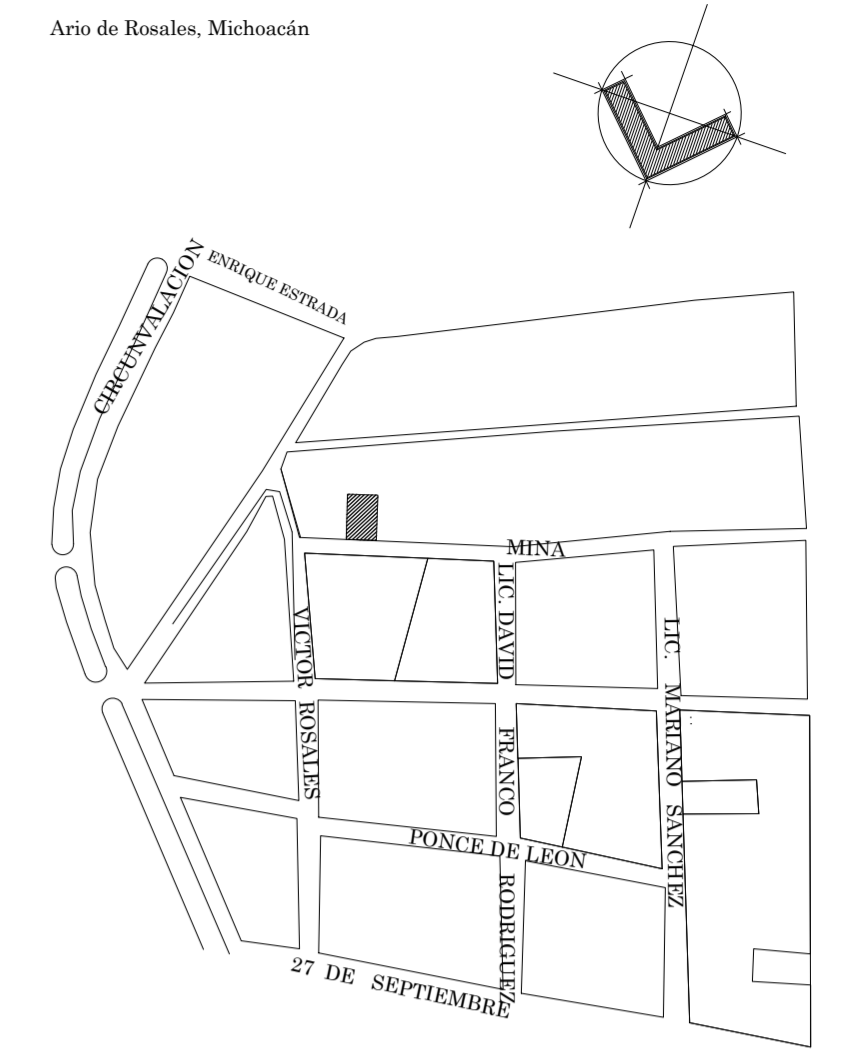 Ario de Rosales, Michoacán
ENRIQUE ESTRADA
CIRCUNVALACION
MINA
LIC. DAVID FRANCO RODRIGUEZ
VICTOR ROSALES
LIC. MARIANO SANCHEZ
PONCE DE LEON
27 DE SEPTIEMBRE